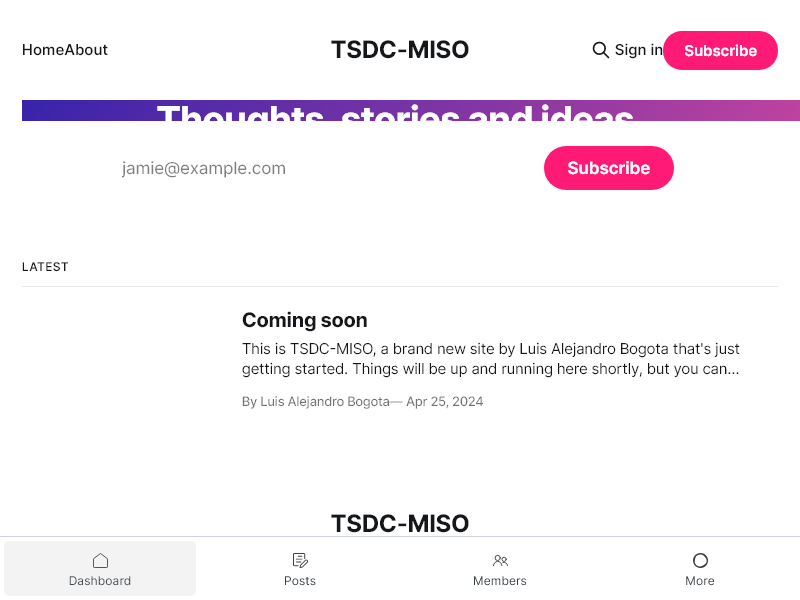 Home About TSDC-MISO Sign in Subscribe
Thoughts, stories and ideas.
jamie@example.com Subscribe
LATEST
Coming soon
This is TSDC-MISO, a brand new site by Luis Alejandro Bogota that's just
getting started. Things will be up and running here shortly, but you can…
By Luis Alejandro Bogota— Apr 25, 2024
TSDC-MISO
Dashboard Posts Members More